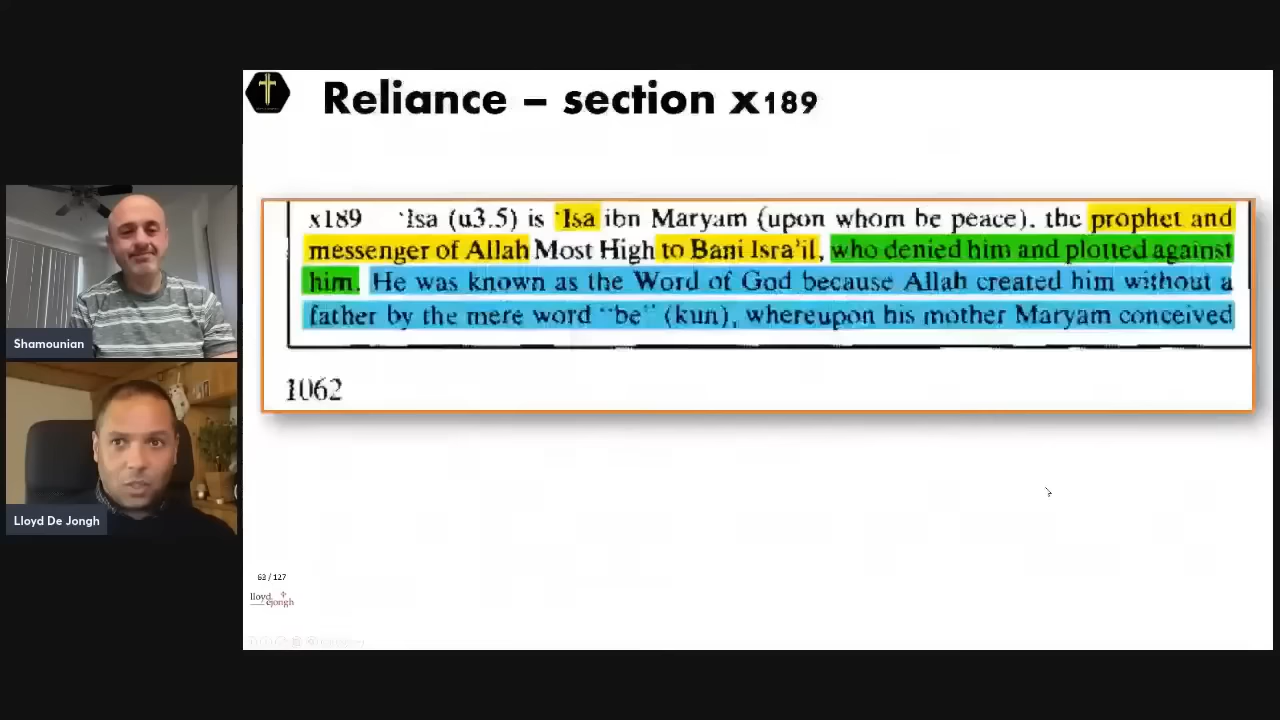 Reliance – section x189
x189 ‘Isa (u3.5) is ‘Isa ibn Maryam (upon whom be peace). the prophet and
messenger of Allah Most High to Bani Isra’il, who denied him and plotted against
him. He was known as the Word of God because Allah created him without a
father by the mere word "be" (kun), whereupon his mother Maryam conceived
1062
Shamounian
Lloyd De Jongh
63 / 127
lloyd
dejongh